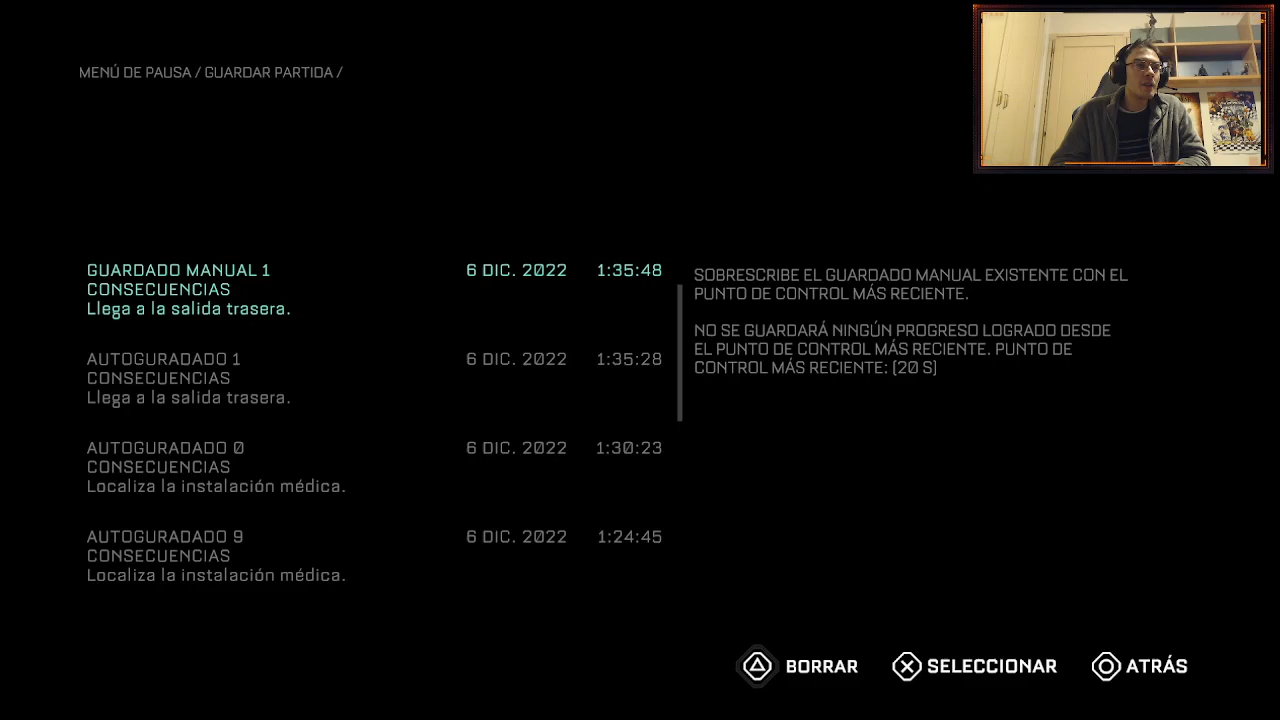 MENÚ DE PAUSA / GUARDAR PARTIDA /
GUARDADO MANUAL 1 6 DIC. 2022 1:35:48
CONSECUENCIAS
Llega a la salida trasera.
AUTOGURADADO 1 6 DIC. 2022 1:35:28
CONSECUENCIAS
Llega a la salida trasera.
AUTOGURADADO 0 6 DIC. 2022 1:30:23
CONSECUENCIAS
Localiza la instalación médica.
AUTOGURADADO 9 6 DIC. 2022 1:24:45
CONSECUENCIAS
Localiza la instalación médica.
SOBRESCRIBE EL GUARDADO MANUAL EXISTENTE CON EL
PUNTO DE CONTROL MÁS RECIENTE.
NO SE GUARDARÁ NINGÚN PROGRESO LOGRADO DESDE
EL PUNTO DE CONTROL MÁS RECIENTE. PUNTO DE
CONTROL MÁS RECIENTE: [20 S]
BORRAR SELECCIONAR ATRÁS